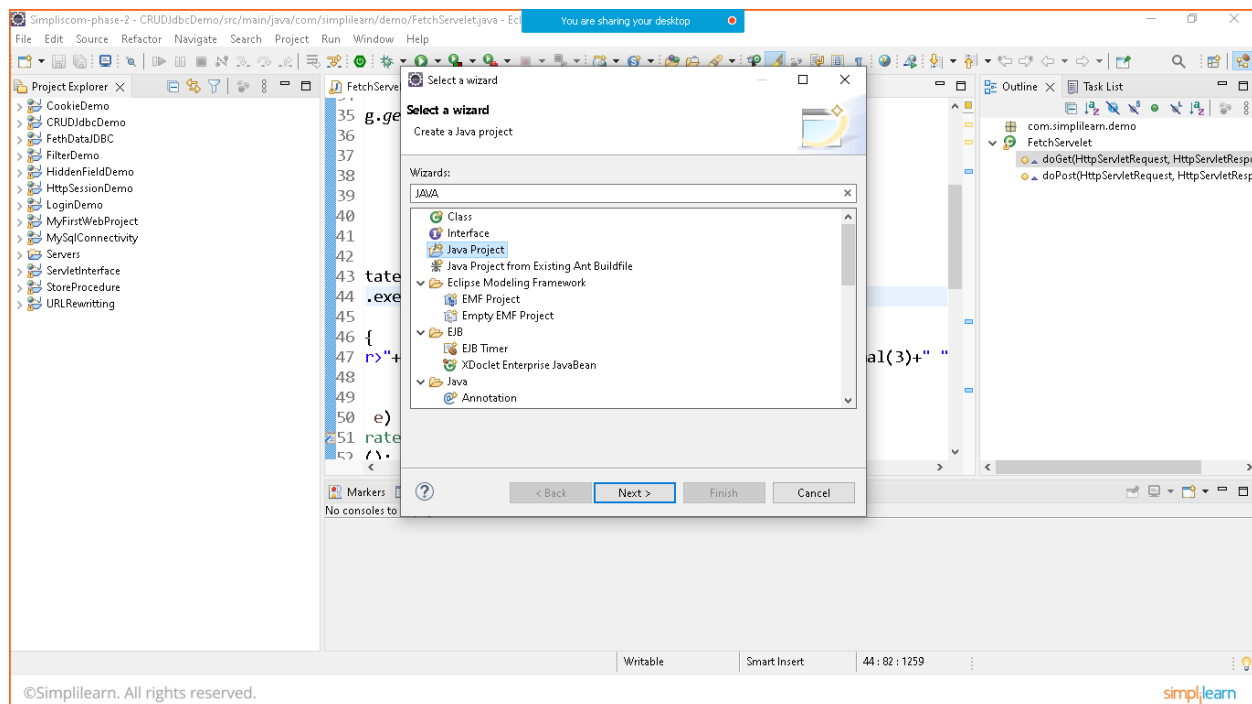 Simpliscom-phase-2 - CRUDJdbcDemo/src/main/java/com/simplilearn/demo/FetchServelet.java - Ecl
You are sharing your desktop
File Edit Source Refactor Navigate Search Project Run Window Help
Project Explorer
CookieDemo
CRUDJdbcDemo
FethDataJDBC
FilterDemo
HiddenFieldDemo
HttpSessionDemo
LoginDemo
MyFirstWebProject
MySqlConnectivity
Servers
ServletInterface
StoreProcedure
URLRewritting
FetchServel
35 g.ge
36
37
38
39
40
41
42
43 tate
44 .exe
45
46 {
47 r>"+ al(3)+" "
48
49
50 e)
51 rate
52 ();
Select a wizard
Select a wizard
Create a Java project
Wizards:
JAVA
Class
Interface
Java Project
Java Project from Existing Ant Buildfile
Eclipse Modeling Framework
EMF Project
Empty EMF Project
EJB
EJB Timer
XDoclet Enterprise JavaBean
Java
Annotation
< Back Next > Finish Cancel
Outline Task List
com.simplilearn.demo
FetchServelet
doGet(HttpServletRequest, HttpServletRespo
doPost(HttpServletRequest, HttpServletResp
Markers
No consoles to
Writable Smart Insert 44 : 82 : 1259
©Simplilearn. All rights reserved.
simplilearn